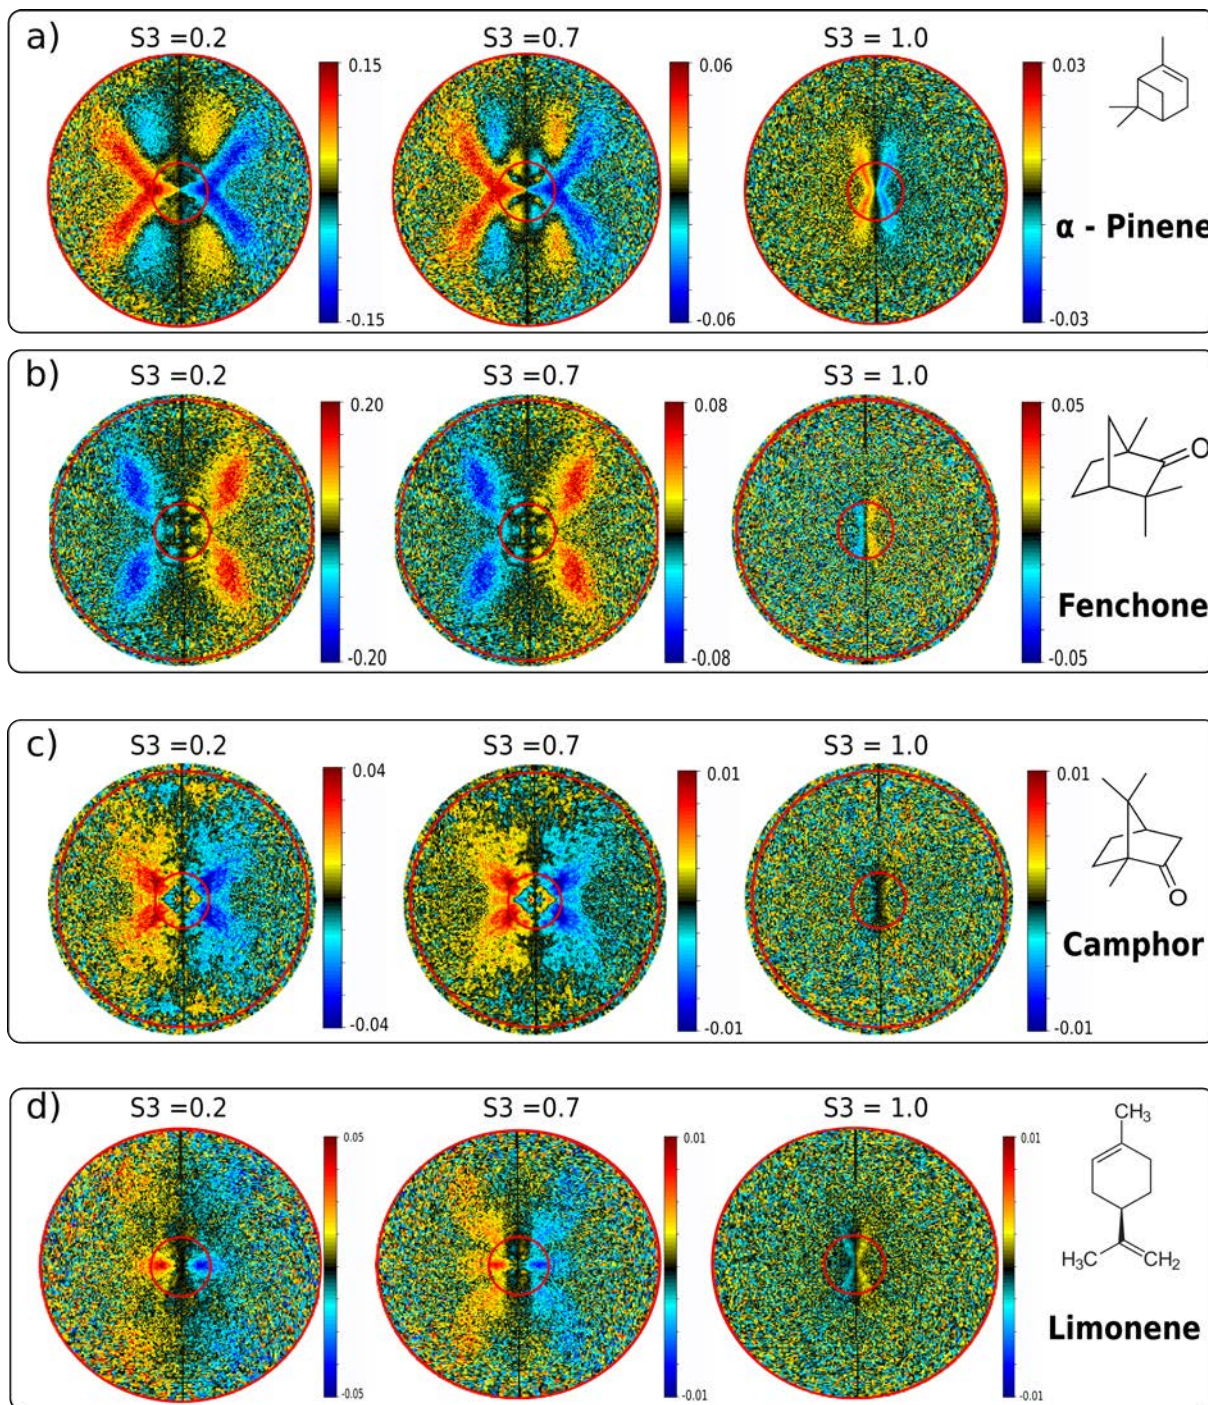 a)
S3 =0.2
S3 =0.7
S3 = 1.0
0.15
-0.15
0.06
-0.06
0.03
-0.03
α - Pinene
b)
S3 =0.2
S3 =0.7
S3 = 1.0
0.20
-0.20
0.08
-0.08
0.05
-0.05
O
Fenchone
c)
S3 =0.2
S3 =0.7
S3 = 1.0
0.04
-0.04
0.01
-0.01
0.01
-0.01
O
Camphor
d)
S3 =0.2
S3 =0.7
S3 = 1.0
0.05
-0.05
0.01
-0.01
0.01
-0.01
CH3
H3C
CH2
Limonene